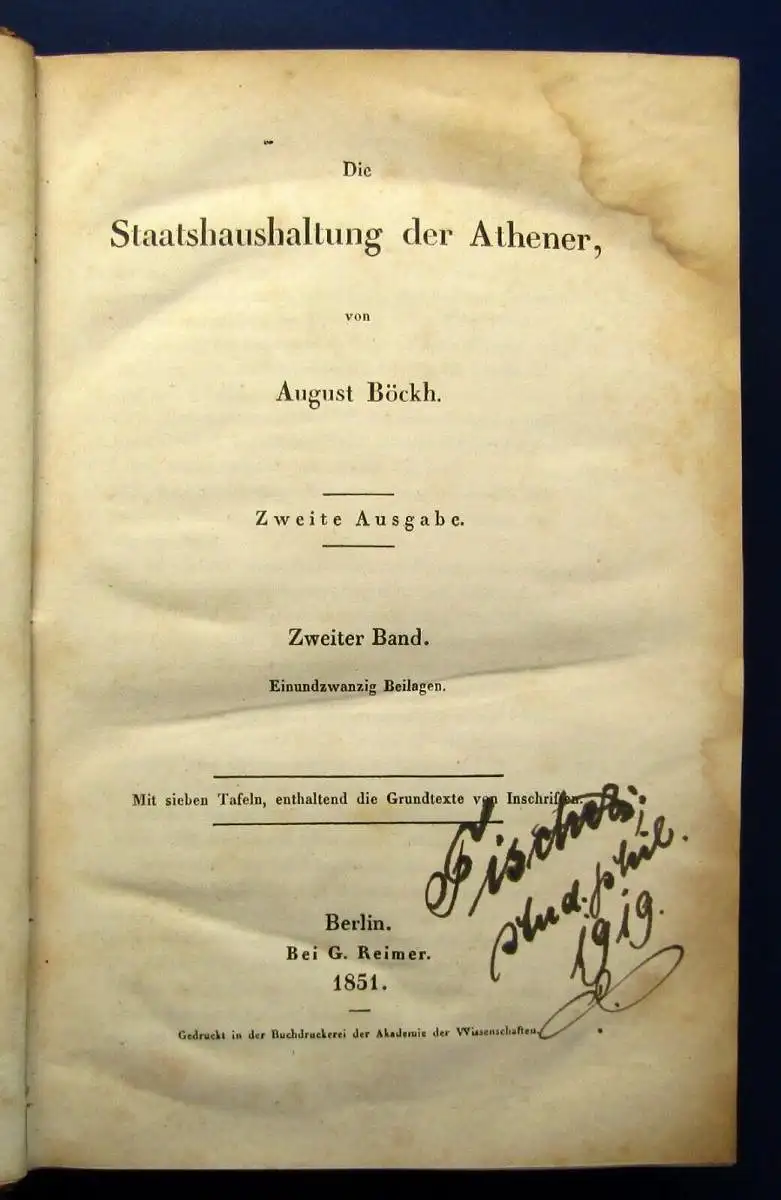 Die
Staatshaushaltung der Athener,
von
August Böckh.
Zweite Ausgabe.
Zweiter Band.
Einundzwanzig Beilagen.
Mit sieben Tafeln, enthaltend die Grundtexte von Inschriften.
Fischer,
stud. phil.
1919.
Berlin.
Bei G. Reimer.
1851.
Gedruckt in der Buchdruckerei der Akademie der Wissenschaften.